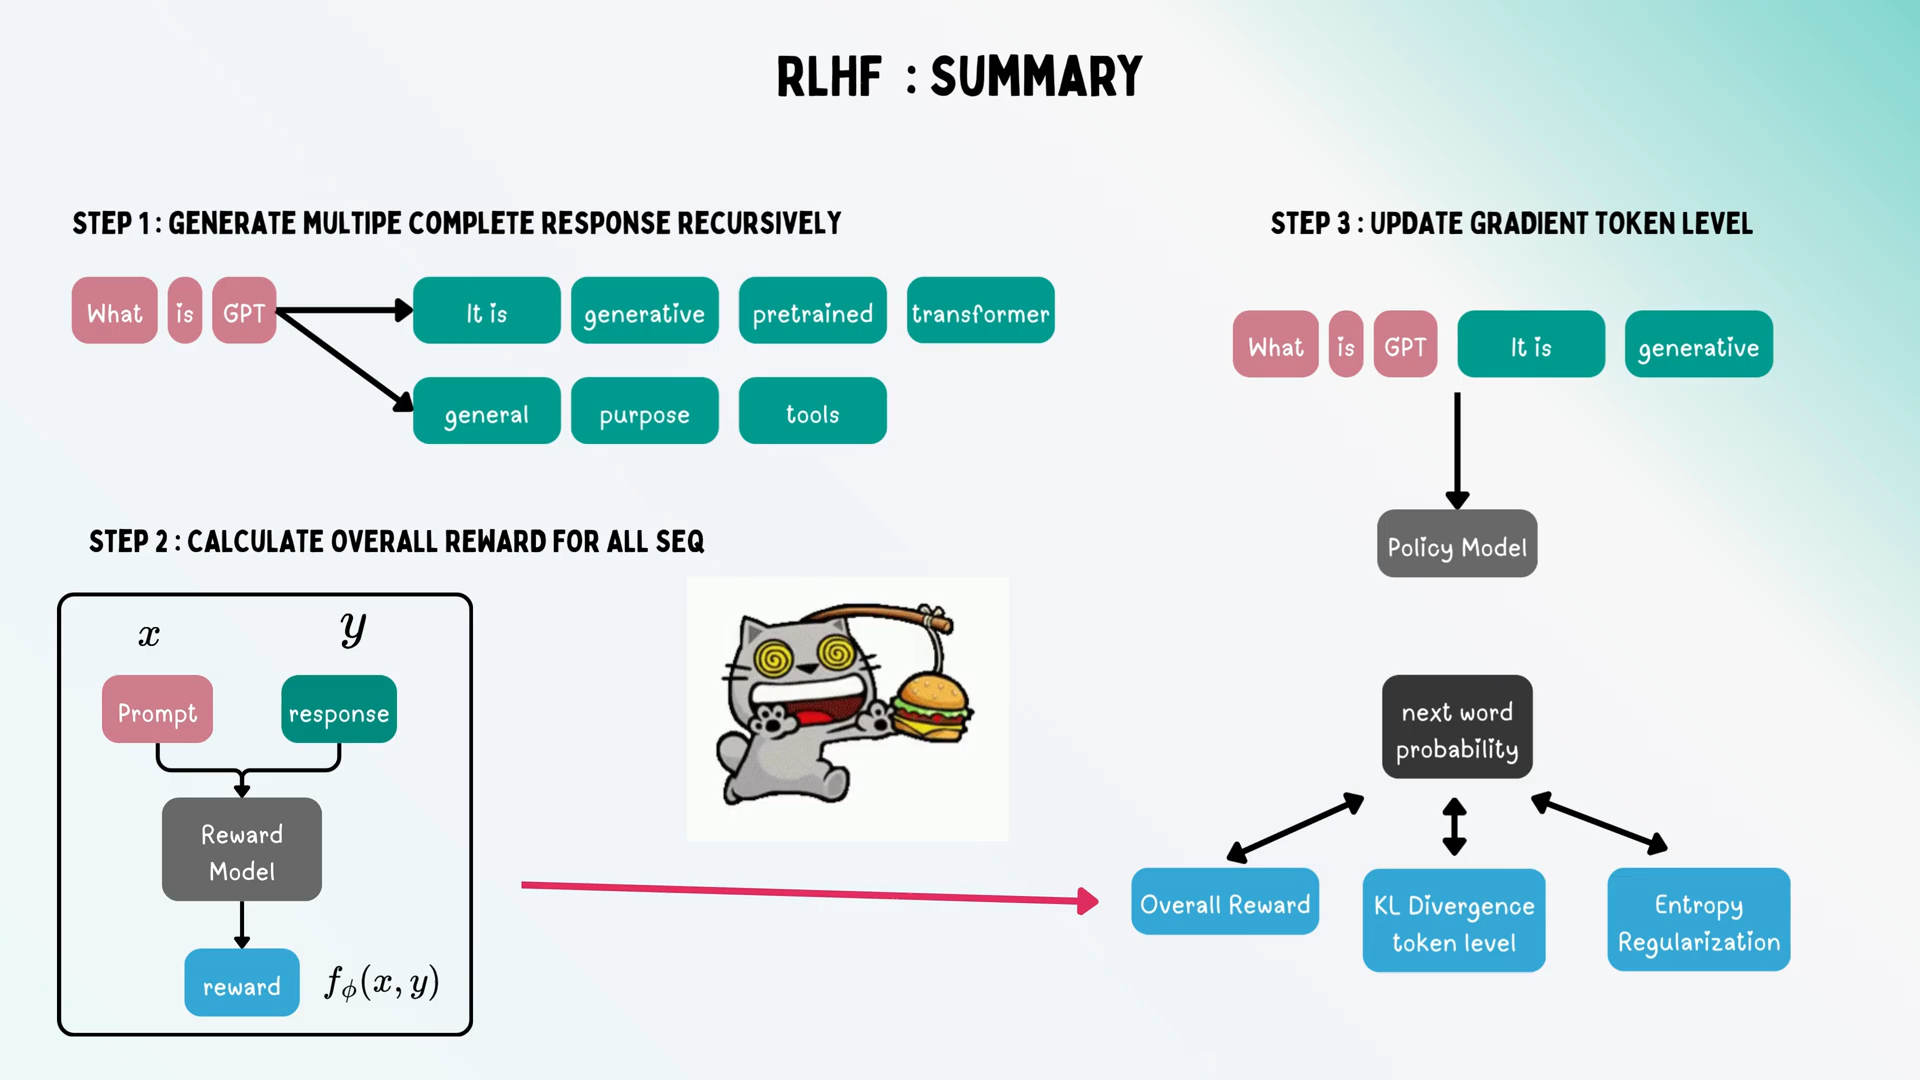 RLHF : SUMMARY
STEP 1 : GENERATE MULTIPE COMPLETE RESPONSE RECURSIVELY
What is GPT It is generative pretrained transformer
general purpose tools
STEP 2 : CALCULATE OVERALL REWARD FOR ALL SEQ
x y
Prompt response
Reward
Model
reward f_ϕ(x, y)
STEP 3 : UPDATE GRADIENT TOKEN LEVEL
What is GPT It is generative
Policy Model
next word
probability
Overall Reward
KL Divergence
token level
Entropy
Regularization